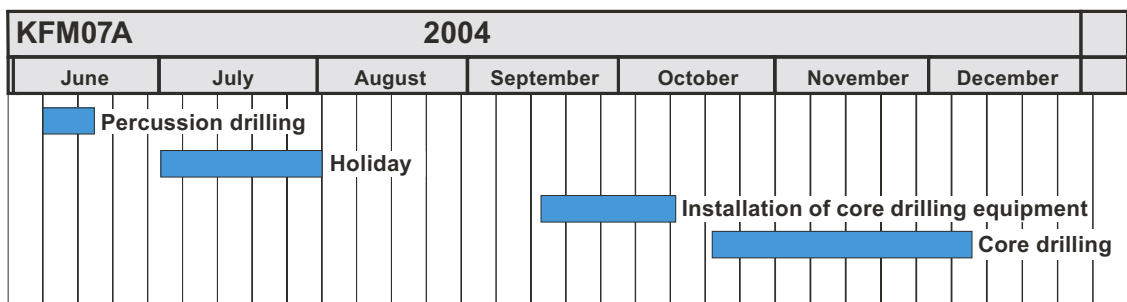 KFM07A 2004
June July August September October November December
Percussion drilling
Holiday
Installation of core drilling equipment
Core drilling